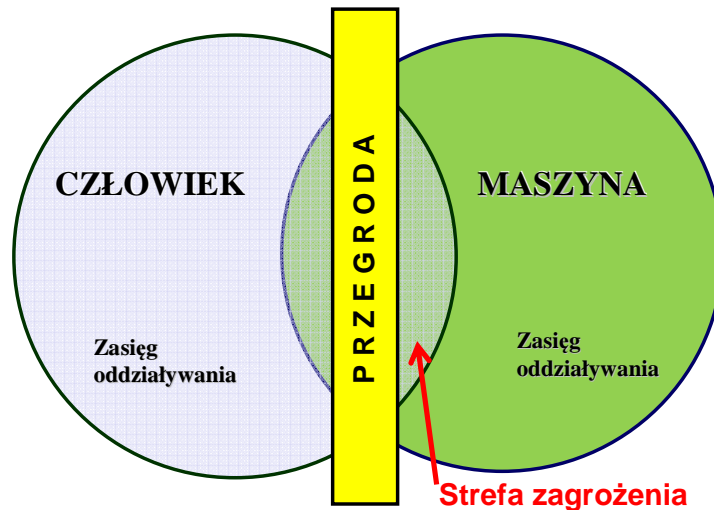 CZŁOWIEK
PRZEGRODA
MASZYNA
Zasięg
oddziaływania
Zasięg
oddziaływania
Strefa zagrożenia